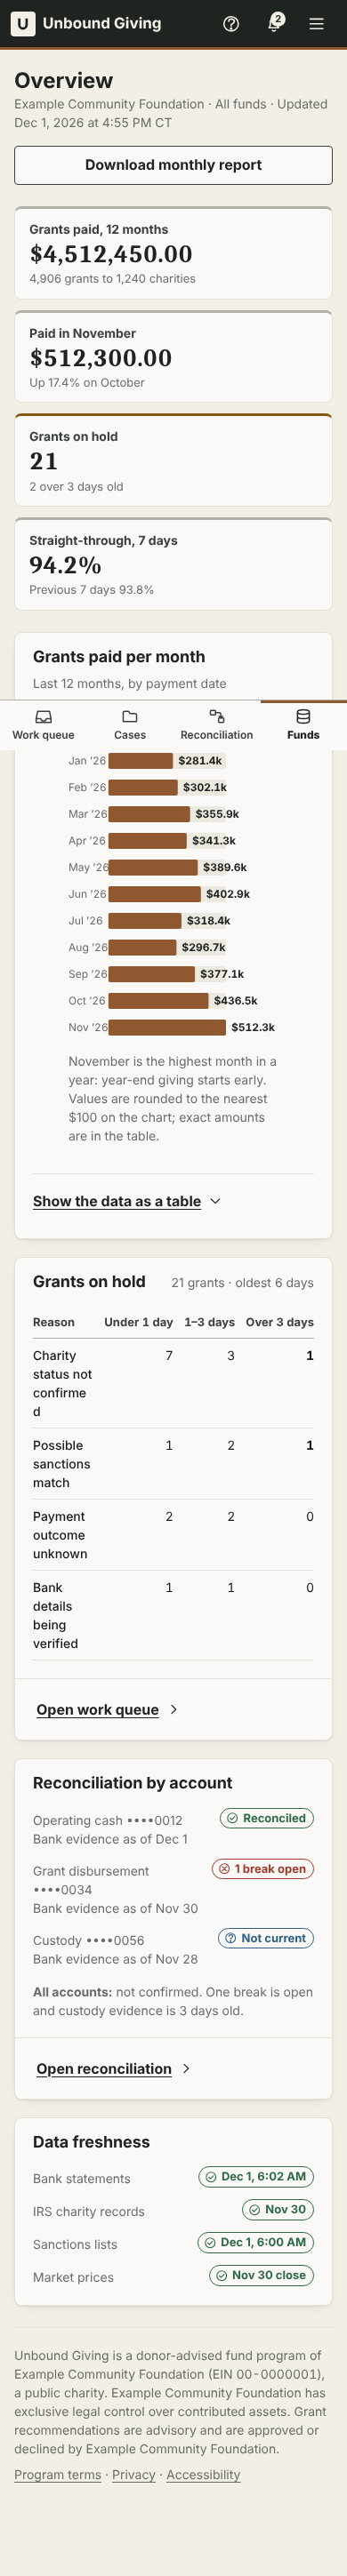 U Unbound Giving 2
Overview
Example Community Foundation · All funds · Updated
Dec 1, 2026 at 4:55 PM CT
Download monthly report
Grants paid, 12 months
$4,512,450.00
4,906 grants to 1,240 charities
Paid in November
$512,300.00
Up 17.4% on October
Grants on hold
21
2 over 3 days old
Straight-through, 7 days
94.2%
Previous 7 days 93.8%
Grants paid per month
Last 12 months, by payment date
Work queue Cases Reconciliation Funds
Jan ’26 $281.4k
Feb ’26 $302.1k
Mar ’26 $355.9k
Apr ’26 $341.3k
May ’26 $389.6k
Jun ’26 $402.9k
Jul ’26 $318.4k
Aug ’26 $296.7k
Sep ’26 $377.1k
Oct ’26 $436.5k
Nov ’26 $512.3k
November is the highest month in a
year: year-end giving starts early.
Values are rounded to the nearest
$100 on the chart; exact amounts
are in the table.
Show the data as a table
Grants on hold 21 grants · oldest 6 days
Reason Under 1 day 1–3 days Over 3 days
Charity 7 3 1
status not
confirme
d
Possible 1 2 1
sanctions
match
Payment 2 2 0
outcome
unknown
Bank 1 1 0
details
being
verified
Open work queue
Reconciliation by account
Operating cash ••••0012 Reconciled
Bank evidence as of Dec 1
Grant disbursement 1 break open
••••0034
Bank evidence as of Nov 30
Custody ••••0056 Not current
Bank evidence as of Nov 28
All accounts: not confirmed. One break is open
and custody evidence is 3 days old.
Open reconciliation
Data freshness
Bank statements Dec 1, 6:02 AM
IRS charity records Nov 30
Sanctions lists Dec 1, 6:00 AM
Market prices Nov 30 close
Unbound Giving is a donor-advised fund program of
Example Community Foundation (EIN 00-0000001),
a public charity. Example Community Foundation has
exclusive legal control over contributed assets. Grant
recommendations are advisory and are approved or
declined by Example Community Foundation.
Program terms · Privacy · Accessibility